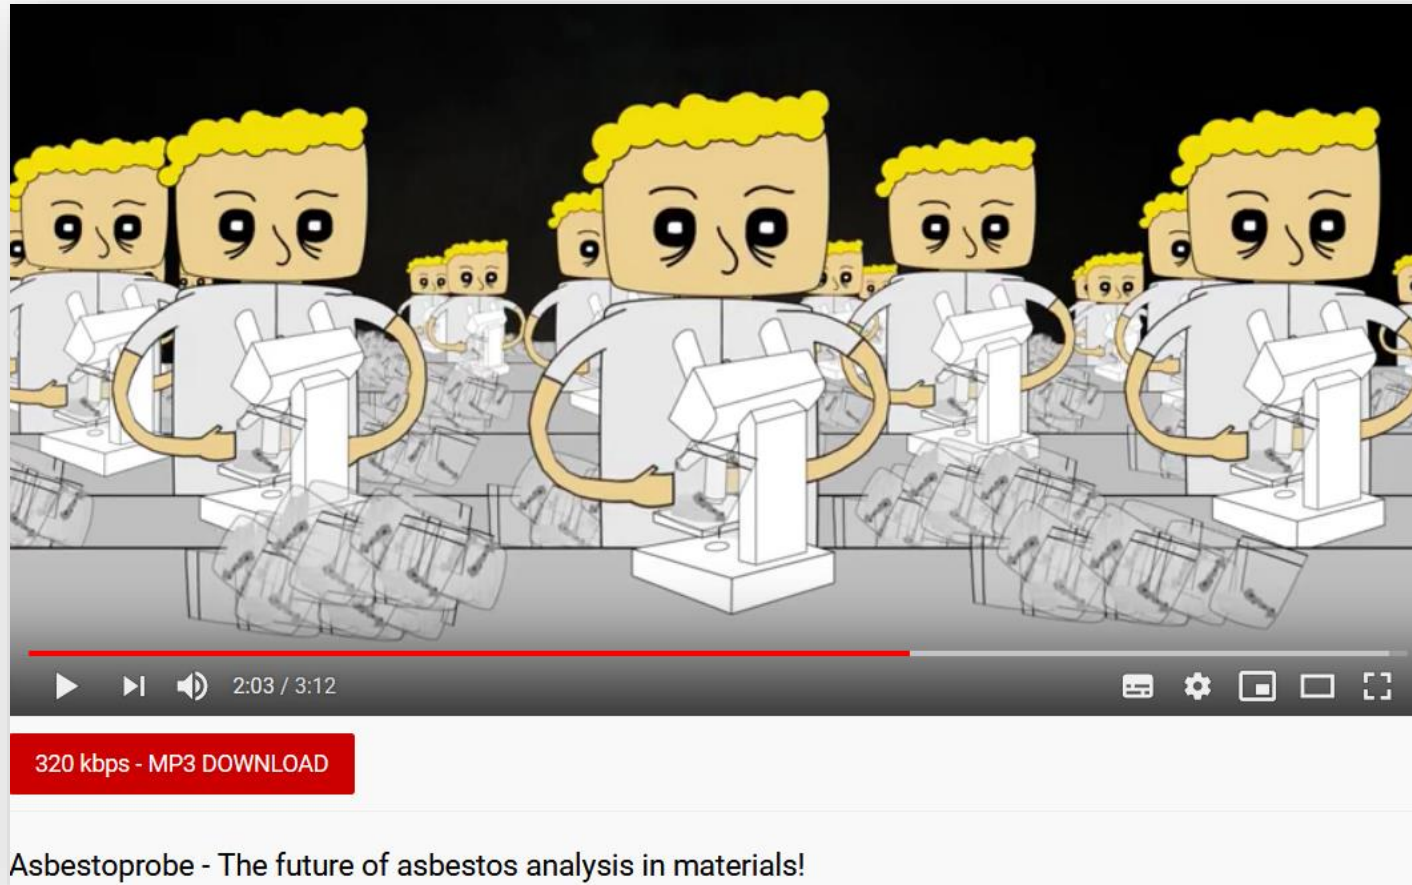 2:03 / 3:12
320 kbps - MP3 DOWNLOAD
Asbestoprobe - The future of asbestos analysis in materials!